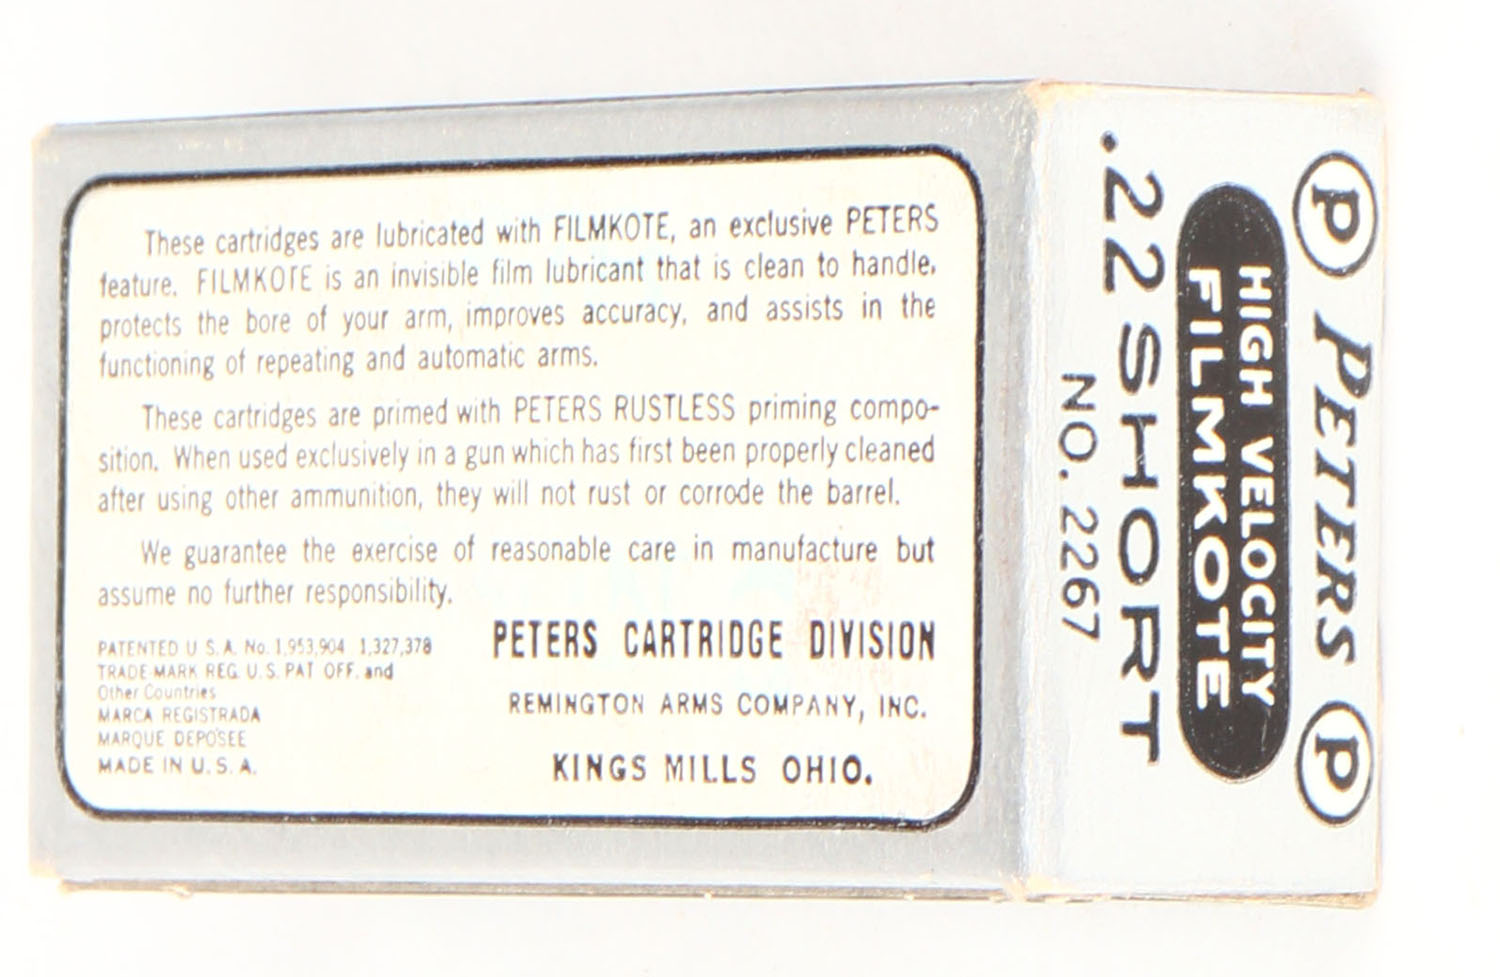 These cartridges are lubricated with FILMKOTE, an exclusive PETERS
feature. FILMKOTE is an invisible film lubricant that is clean to handle,
protects the bore of your arm, improves accuracy, and assists in the
functioning of repeating and automatic arms.
These cartridges are primed with PETERS RUSTLESS priming compo-
sition. When used exclusively in a gun which has first been properly cleaned
after using other ammunition, they will not rust or corrode the barrel.
We guarantee the exercise of reasonable care in manufacture but
assume no further responsibility.
PATENTED U S. A. No. 1,953,904 1,327,378
TRADE MARK REG. U. S. PAT OFF. and
Other Countries
MARCA REGISTRADA
MARQUE DEPOSEE
MADE IN U. S. A.
PETERS CARTRIDGE DIVISION
REMINGTON ARMS COMPANY, INC.
KINGS MILLS OHIO.
P PETERS P
HIGH VELOCITY
FILMKOTE
.22 SHORT
NO. 2267